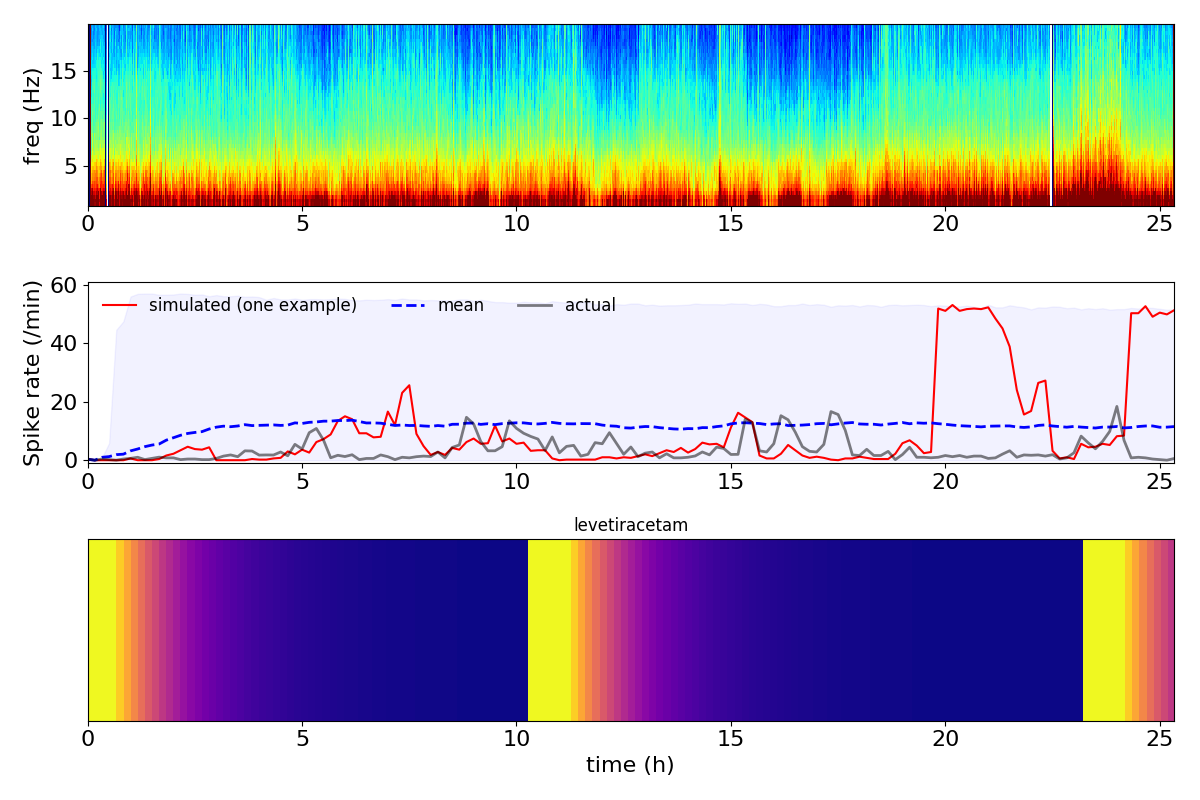 freq (Hz)
15
10
5
0 5 10 15 20 25
Spike rate (/min)
60
40
20
0
simulated (one example) mean actual
0 5 10 15 20 25
levetiracetam
0 5 10 15 20 25
time (h)